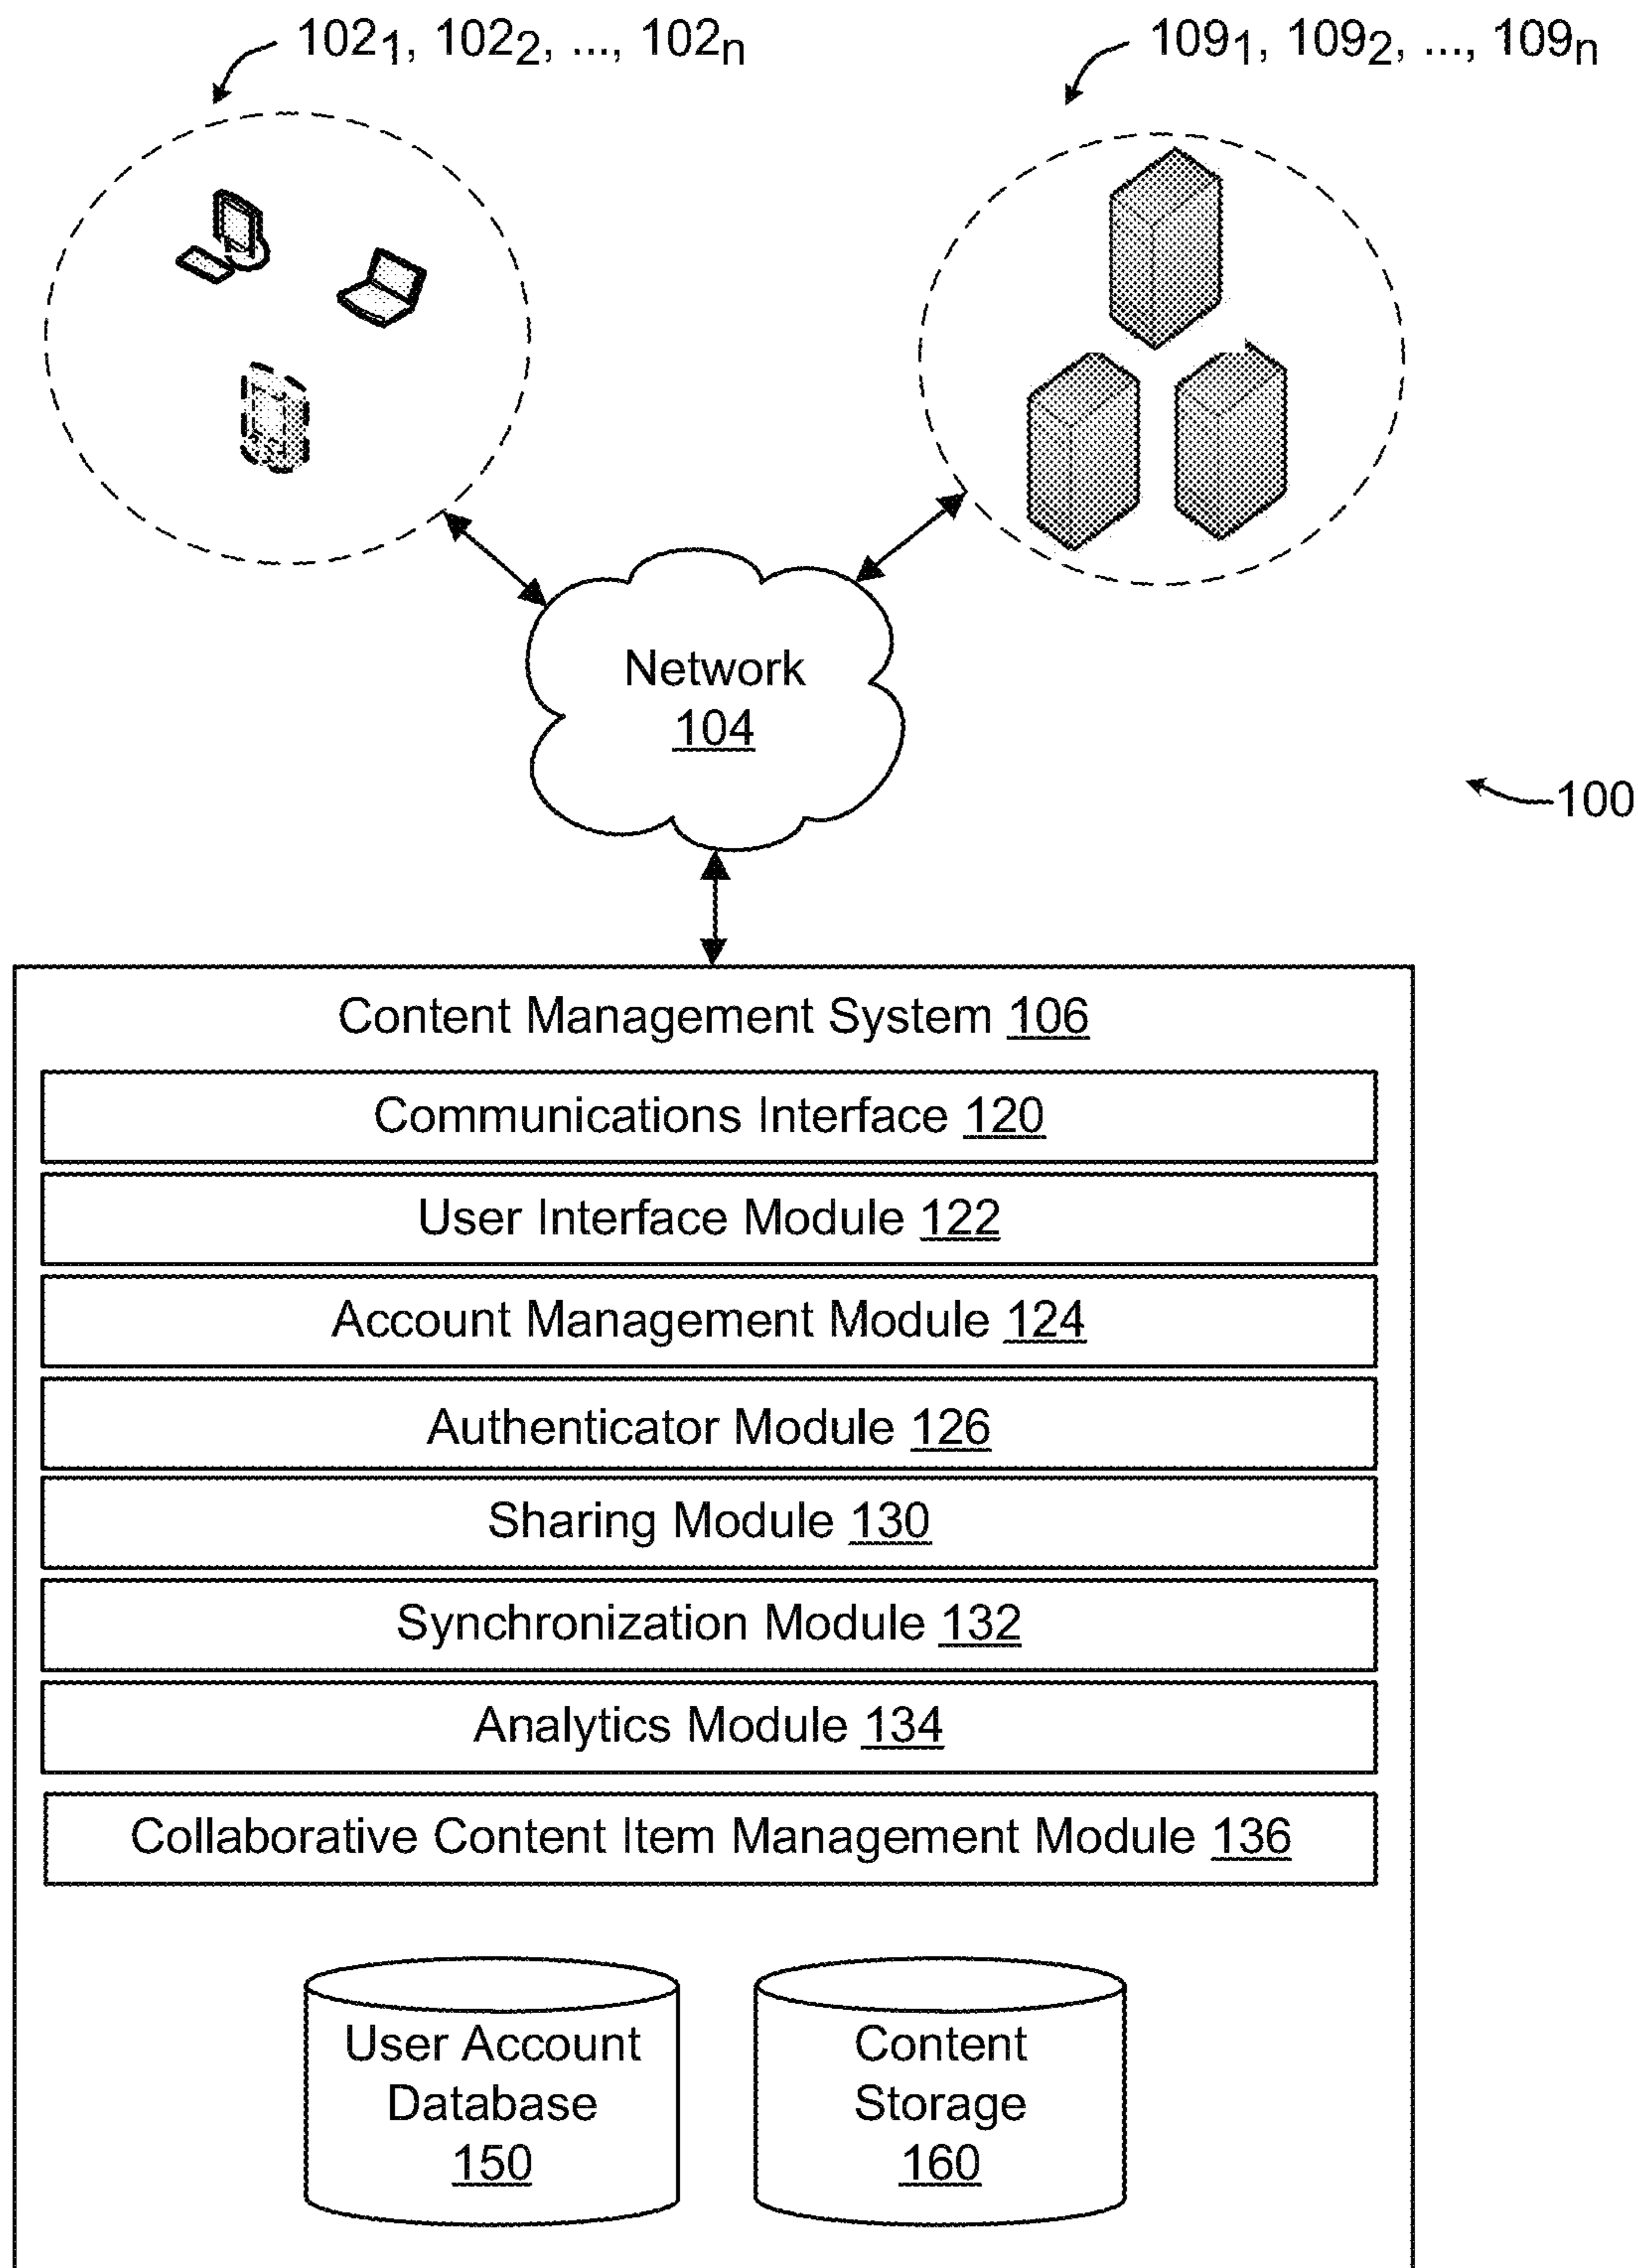 102₁, 102₂, ..., 102ₙ
109₁, 109₂, ..., 109ₙ
Network
104
100
Content Management System 106
Communications Interface 120
User Interface Module 122
Account Management Module 124
Authenticator Module 126
Sharing Module 130
Synchronization Module 132
Analytics Module 134
Collaborative Content Item Management Module 136
User Account
Database
150
Content
Storage
160